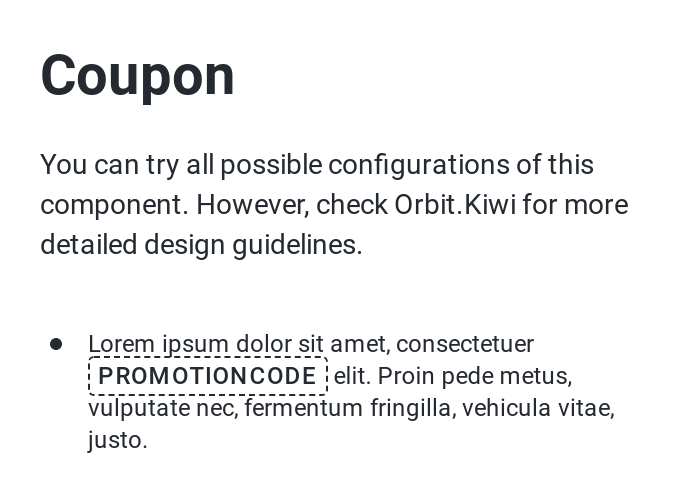 Coupon
You can try all possible configurations of this
component. However, check Orbit.Kiwi for more
detailed design guidelines.
Lorem ipsum dolor sit amet, consectetuer
PROMOTIONCODE elit. Proin pede metus,
vulputate nec, fermentum fringilla, vehicula vitae,
justo.